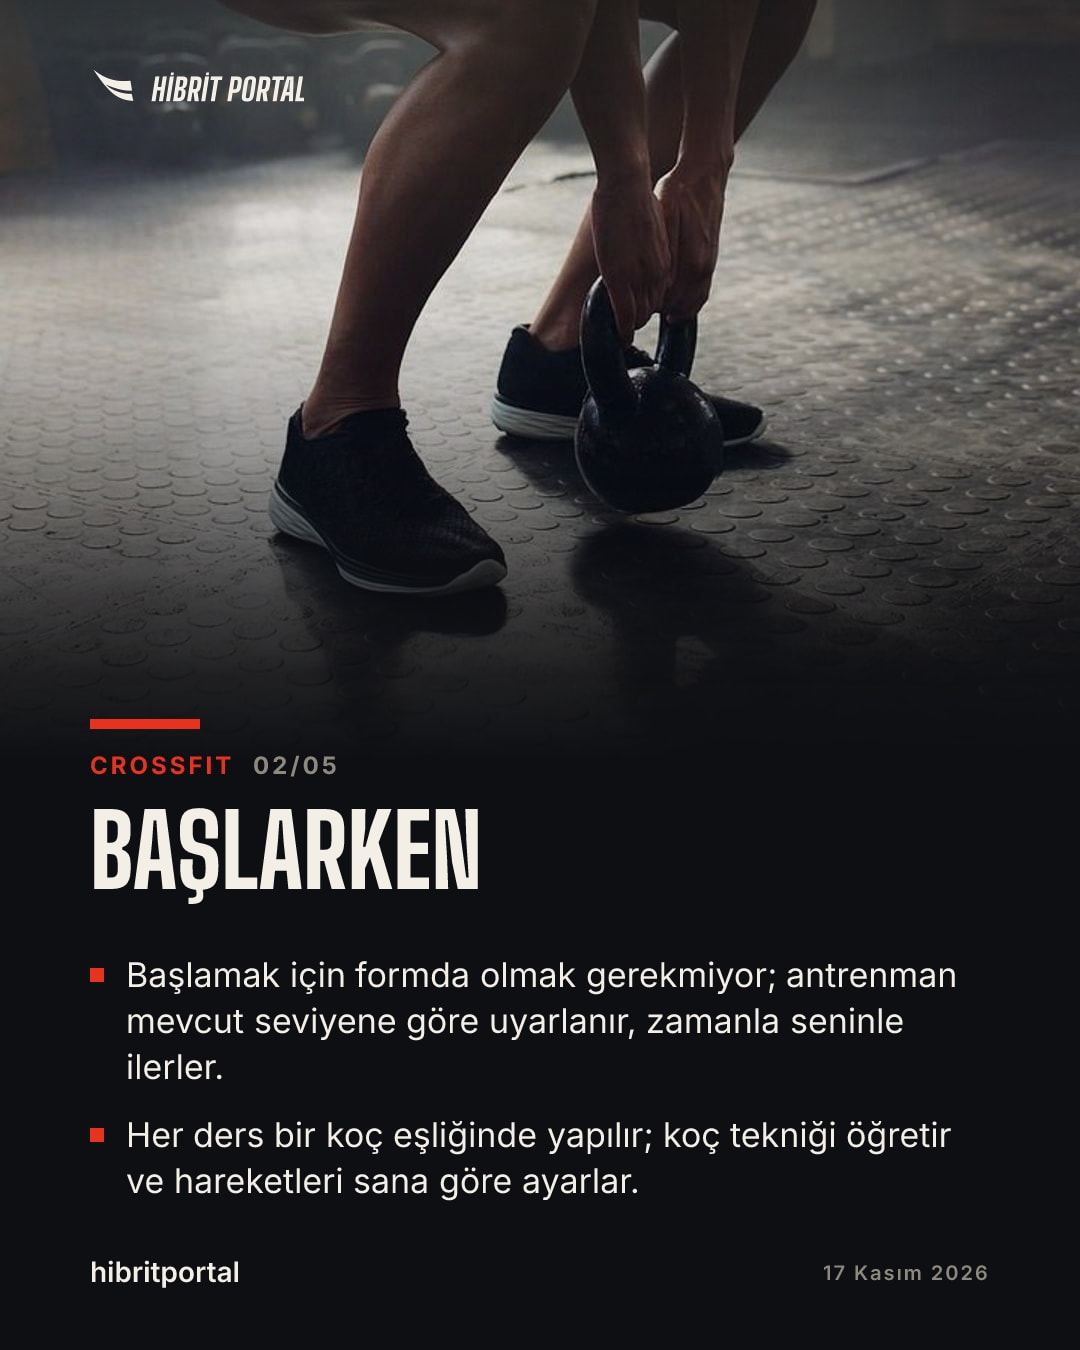 HİBRİT PORTAL
CROSSFIT 02/05
BAŞLARKEN
Başlamak için formda olmak gerekmiyor; antrenman
mevcut seviyene göre uyarlanır, zamanla seninle
ilerler.
Her ders bir koç eşliğinde yapılır; koç tekniği öğretir
ve hareketleri sana göre ayarlar.
hibritportal
17 Kasım 2026